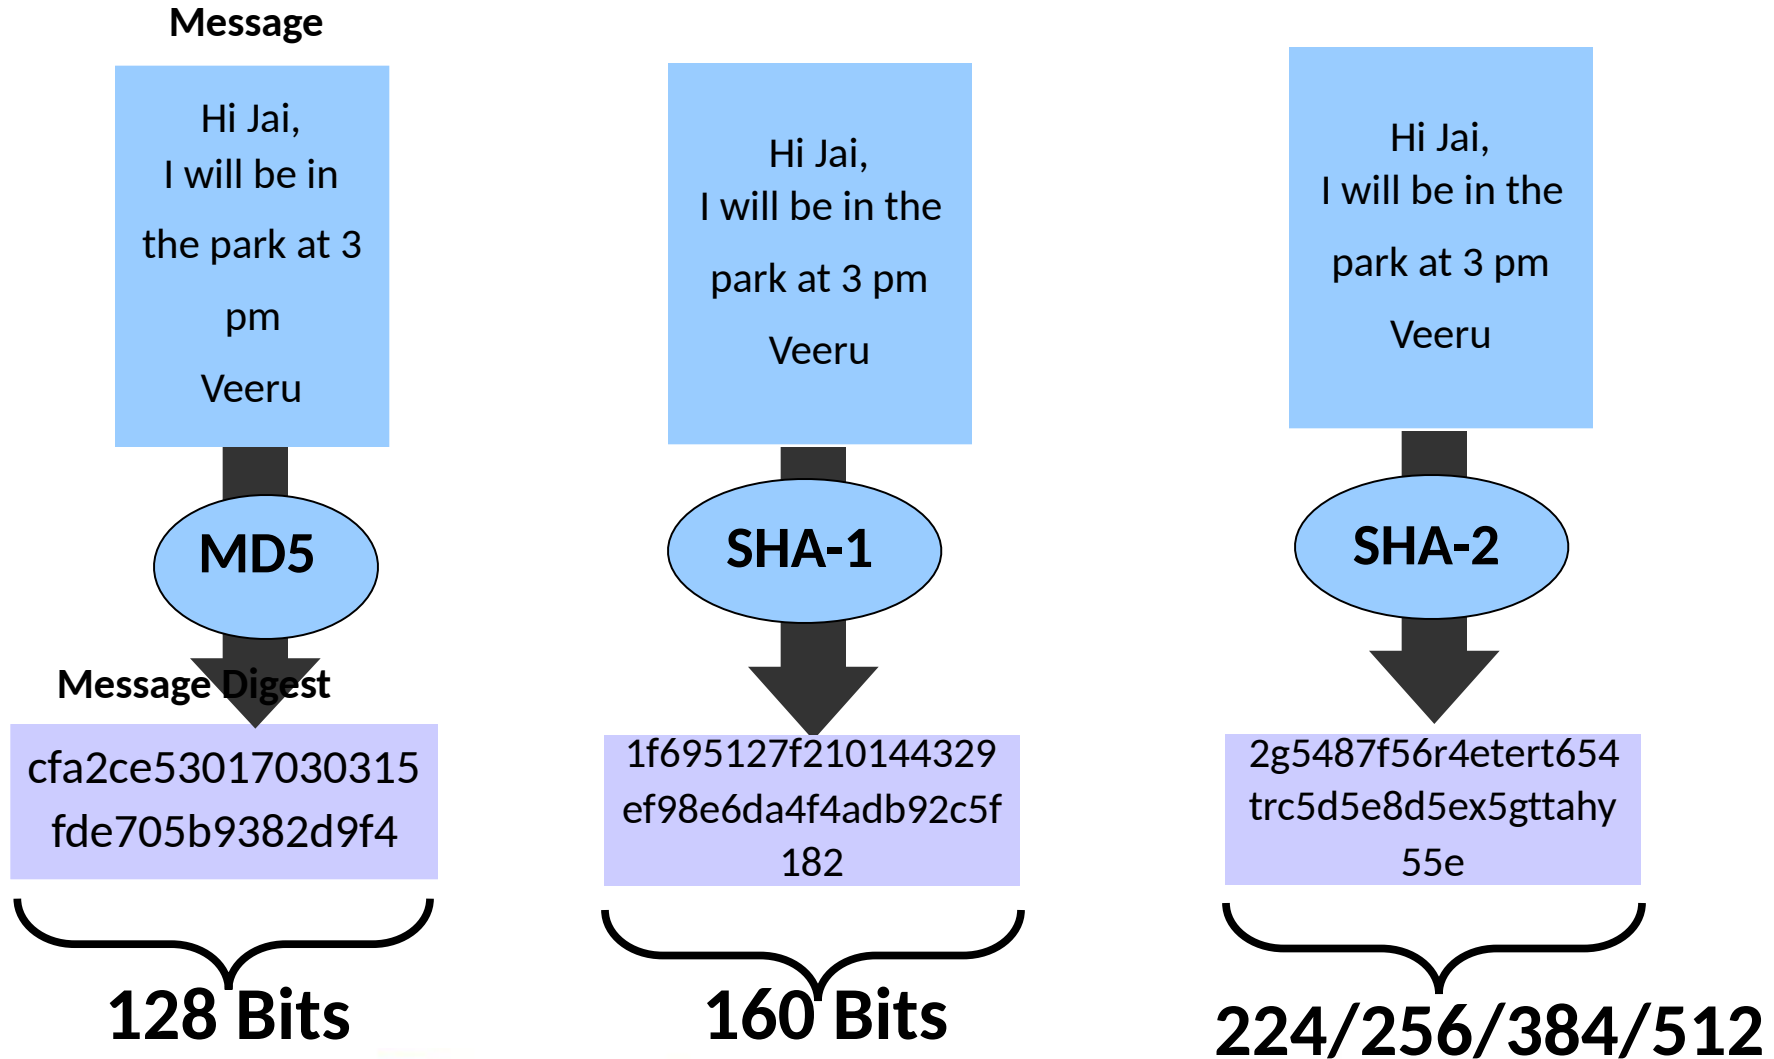 Message
Hi Jai,
I will be in
the park at 3
pm
Veeru
MD5
Message Digest
cfa2ce53017030315
fde705b9382d9f4
128 Bits
Hi Jai,
I will be in the
park at 3 pm
Veeru
SHA-1
1f695127f210144329
ef98e6da4f4adb92c5f
182
160 Bits
Hi Jai,
I will be in the
park at 3 pm
Veeru
SHA-2
2g5487f56r4etert654
trc5d5e8d5ex5gttahy
55e
224/256/384/512